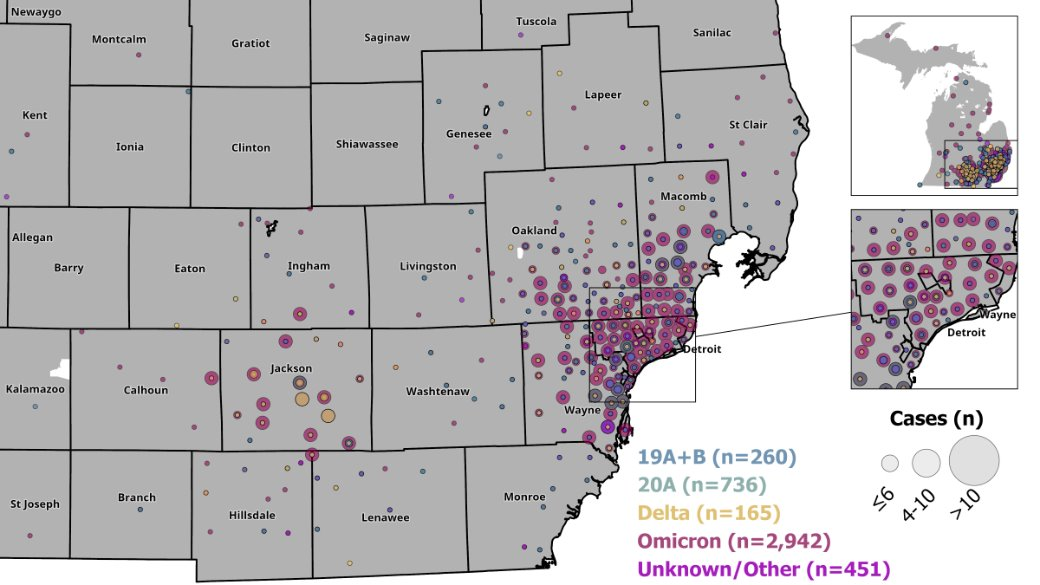 Newaygo
Montcalm
Gratiot
Saginaw
Tuscola
Sanilac
Kent
Ionia
Clinton
Shiawassee
Genesee
Lapeer
St Clair
Allegan
Barry
Eaton
Ingham
Livingston
Oakland
Macomb
Kalamazoo
Calhoun
Jackson
Washtenaw
Wayne
Detroit
St Joseph
Branch
Hillsdale
Lenawee
Monroe
Wayne
Detroit
19A+B (n=260)
20A (n=736)
Delta (n=165)
Omicron (n=2,942)
Unknown/Other (n=451)
Cases (n)
≤6
4-10
>10